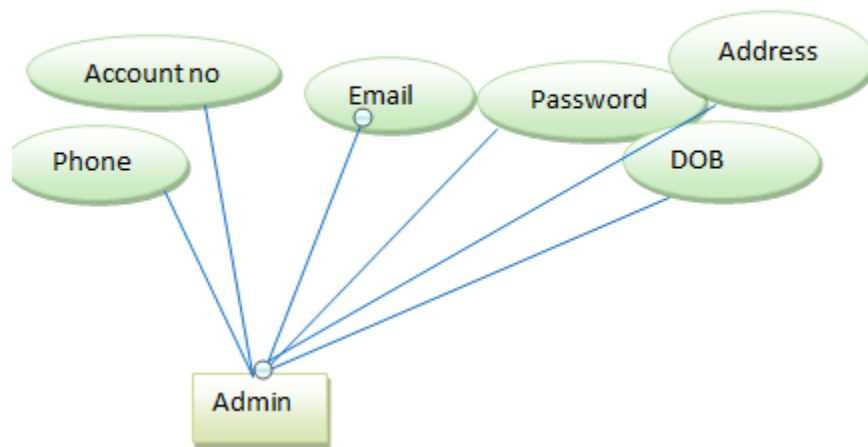 Address
Account no
Email
Password
Phone
DOB
Admin